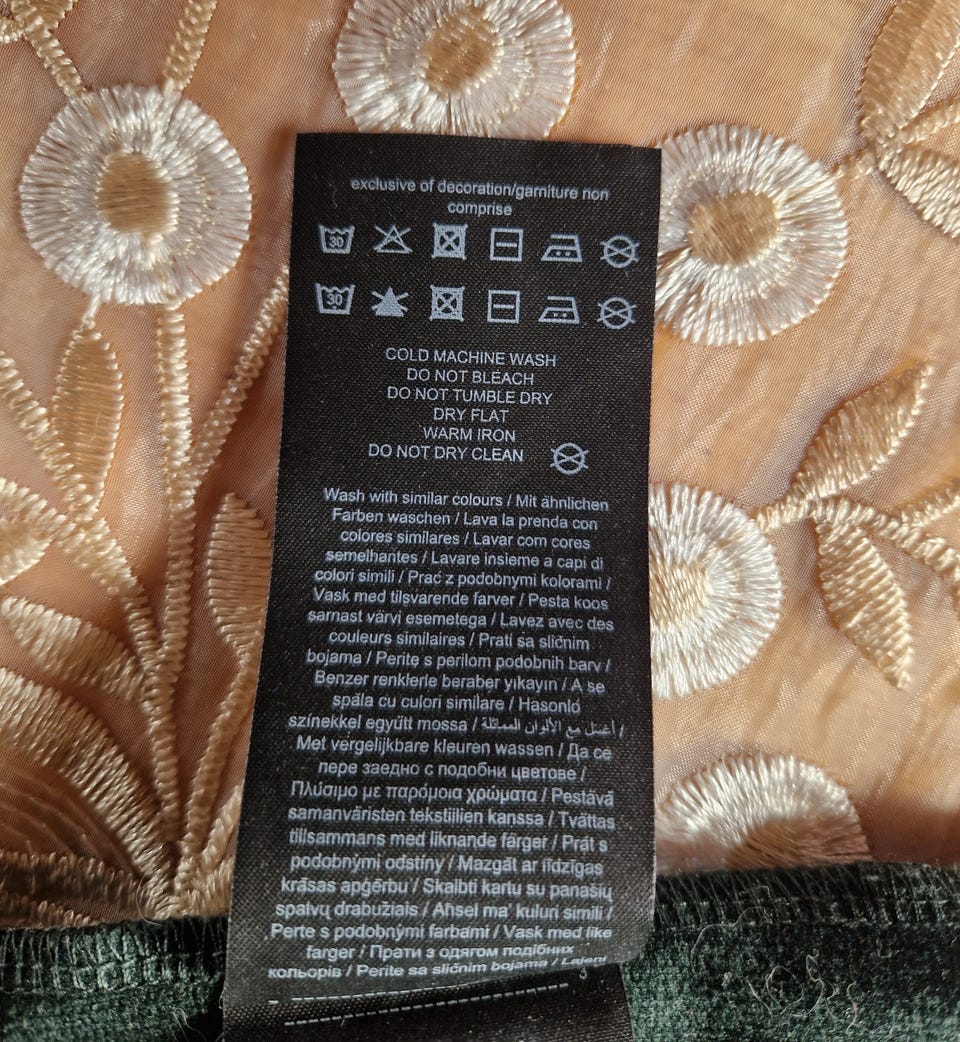 exclusive of decoration/garniture non
comprise
30
30
COLD MACHINE WASH
DO NOT BLEACH
DO NOT TUMBLE DRY
DRY FLAT
WARM IRON
DO NOT DRY CLEAN
Wash with similar colours / Mit ähnlichen
Farben waschen / Lava la prenda con
colores similares / Lavar com cores
semelhantes / Lavare insieme a capi di
colori simili / Prać z podobnymi kolorami /
Vask med tilsvarende farver / Pesta koos
sarnast värvi esemetega / Lavez avec des
couleurs similaires / Prati sa sličnim
bojama / Perite s perilom podobnih barv /
Benzer renklerle beraber yıkayın / A se
spăla cu culori similare / Hasonló
színekkel együtt mossa / أغسل مع الألوان المماثلة /
Met vergelijkbare kleuren wassen / Да се
пере заедно с подобни цветове /
Πλύσιμο με παρόμοια χρώματα / Pestävä
samanväristen tekstiilien kanssa / Tvättas
tillsammans med liknande färger / Prát s
podobnými odstíny / Mazgāt ar līdzīgas
krāsas apģērbu / Skalbti kartu su panašių
spalvų drabužiais / Aħsel ma' kuluri simili /
Perte s podobnými farbami / Vask med like
farger / Прати з одягом подібних
кольорів / Perite sa sličnim bojama /